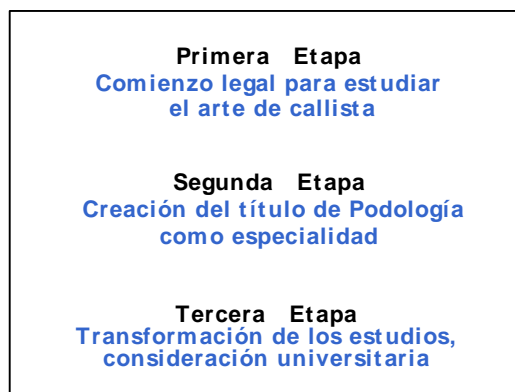 Primera Etapa
Comienzo legal para estudiar
el arte de callista
Segunda Etapa
Creación del título de Podología
como especialidad
Tercera Etapa
Transformación de los estudios,
consideración universitaria